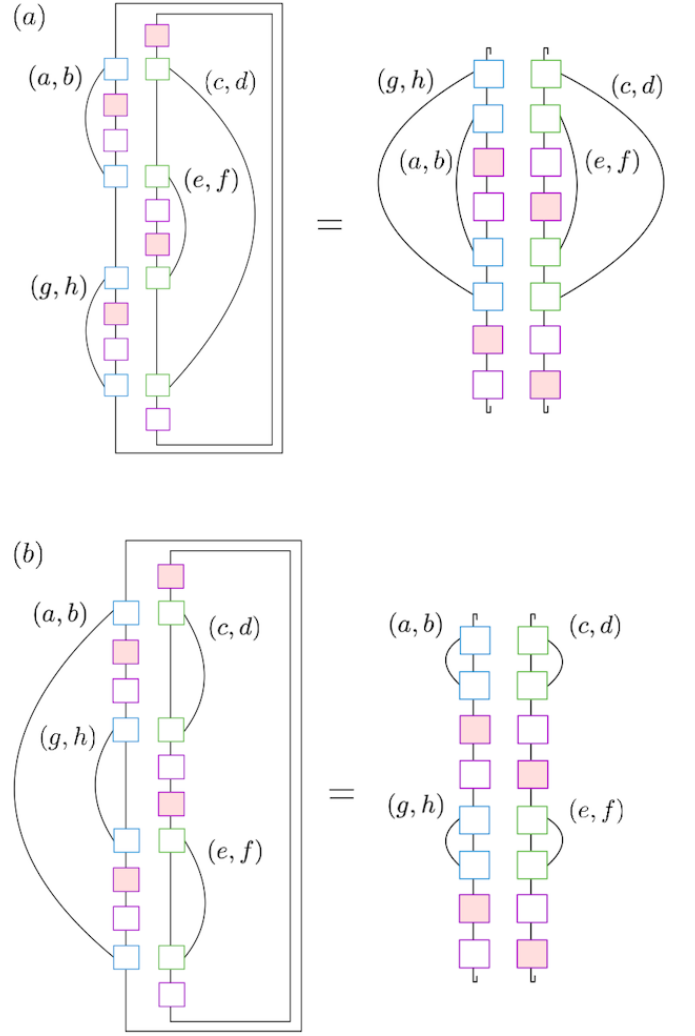 (a)
(a, b)
(c, d)
(e, f)
(g, h)
=
(g, h)
(c, d)
(a, b)
(e, f)
(b)
(a, b)
(c, d)
(g, h)
(e, f)
=
(a, b)
(c, d)
(g, h)
(e, f)